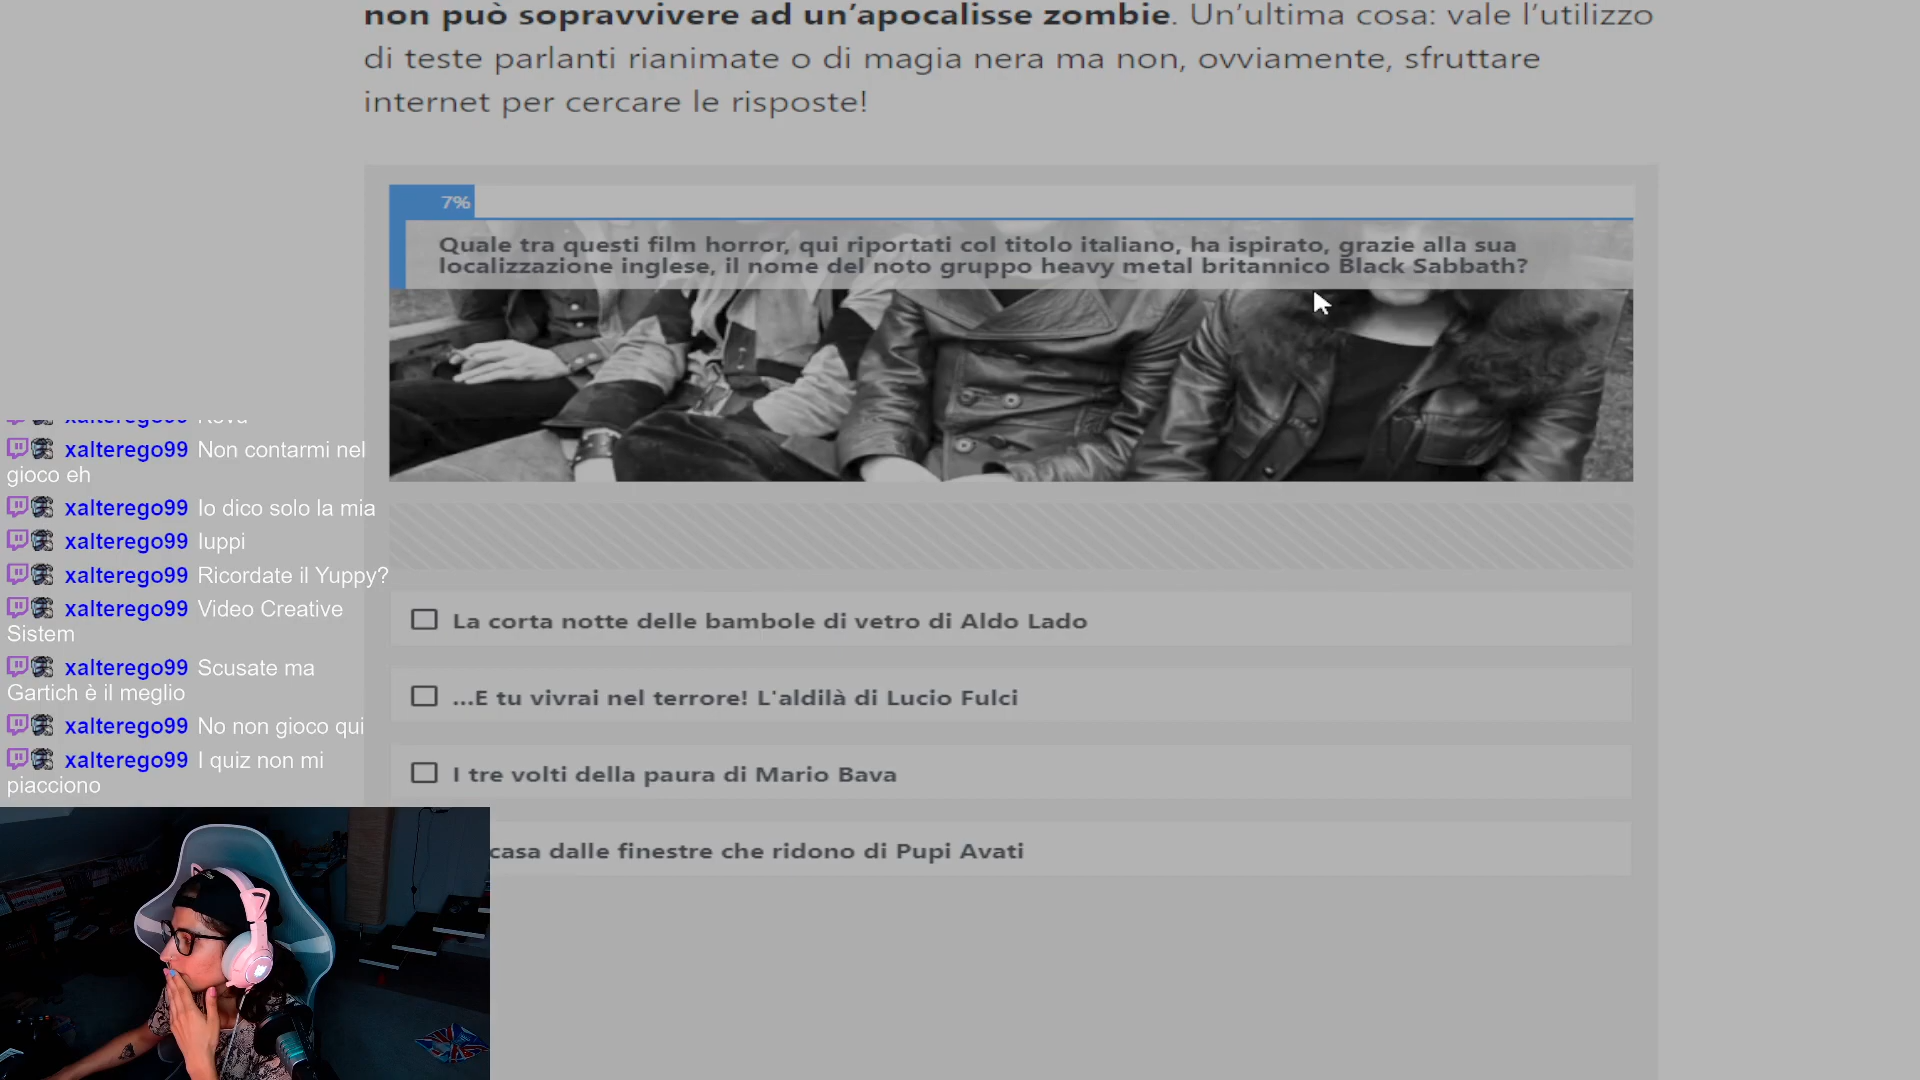 non può sopravvivere ad un'apocalisse zombie. Un'ultima cosa: vale l'utilizzo
di teste parlanti rianimate o di magia nera ma non, ovviamente, sfruttare
internet per cercare le risposte!
7%
Quale tra questi film horror, qui riportati col titolo italiano, ha ispirato, grazie alla sua
localizzazione inglese, il nome del noto gruppo heavy metal britannico Black Sabbath?
La corta notte delle bambole di vetro di Aldo Lado
...E tu vivrai nel terrore! L'aldilà di Lucio Fulci
I tre volti della paura di Mario Bava
casa dalle finestre che ridono di Pupi Avati
xalterego99
xalterego99 Non contarmi nel
gioco eh
xalterego99 Io dico solo la mia
xalterego99 Iuppi
xalterego99 Ricordate il Yuppy?
xalterego99 Video Creative
Sistem
xalterego99 Scusate ma
Gartich è il meglio
xalterego99 No non gioco qui
xalterego99 I quiz non mi
piacciono